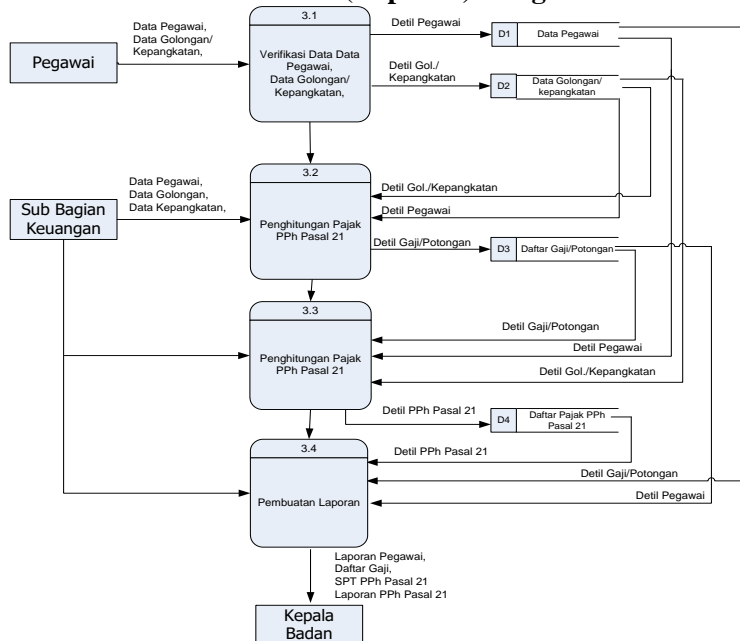 3.1
Detil Pegawai
D1
Data Pegawai
Data Pegawai,
Data Golongan/
Kepangkatan,
Pegawai
Verifikasi Data Data
Pegawai,
Data Golongan/
Kepangkatan,
Detil Gol./
Kepangkatan
D2
Data Golongan/
kepangkatan
3.2
Data Pegawai,
Data Golongan,
Data Kepangkatan,
Sub Bagian
Keuangan
Penghitungan Pajak
PPh Pasal 21
Detil Gol./Kepangkatan
Detil Pegawai
Detil Gaji/Potongan
D3
Daftar Gaji/Potongan
3.3
Penghitungan Pajak
PPh Pasal 21
Detil Gaji/Potongan
Detil Pegawai
Detil Gol./Kepangkatan
Detil PPh Pasal 21
D4
Daftar Pajak PPh
Pasal 21
3.4
Detil PPh Pasal 21
Pembuatan Laporan
Detil Gaji/Potongan
Detil Pegawai
Laporan Pegawai,
Daftar Gaji,
SPT PPh Pasal 21
Laporan PPh Pasal 21
Kepala
Badan